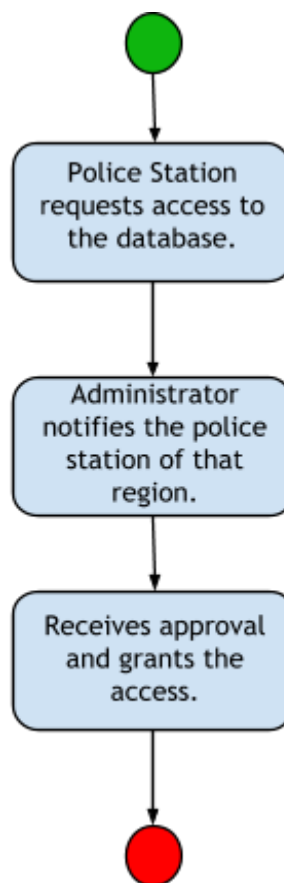 Police Station
requests access to
the database.
Administrator
notifies the police
station of that
region.
Receives approval
and grants the
access.